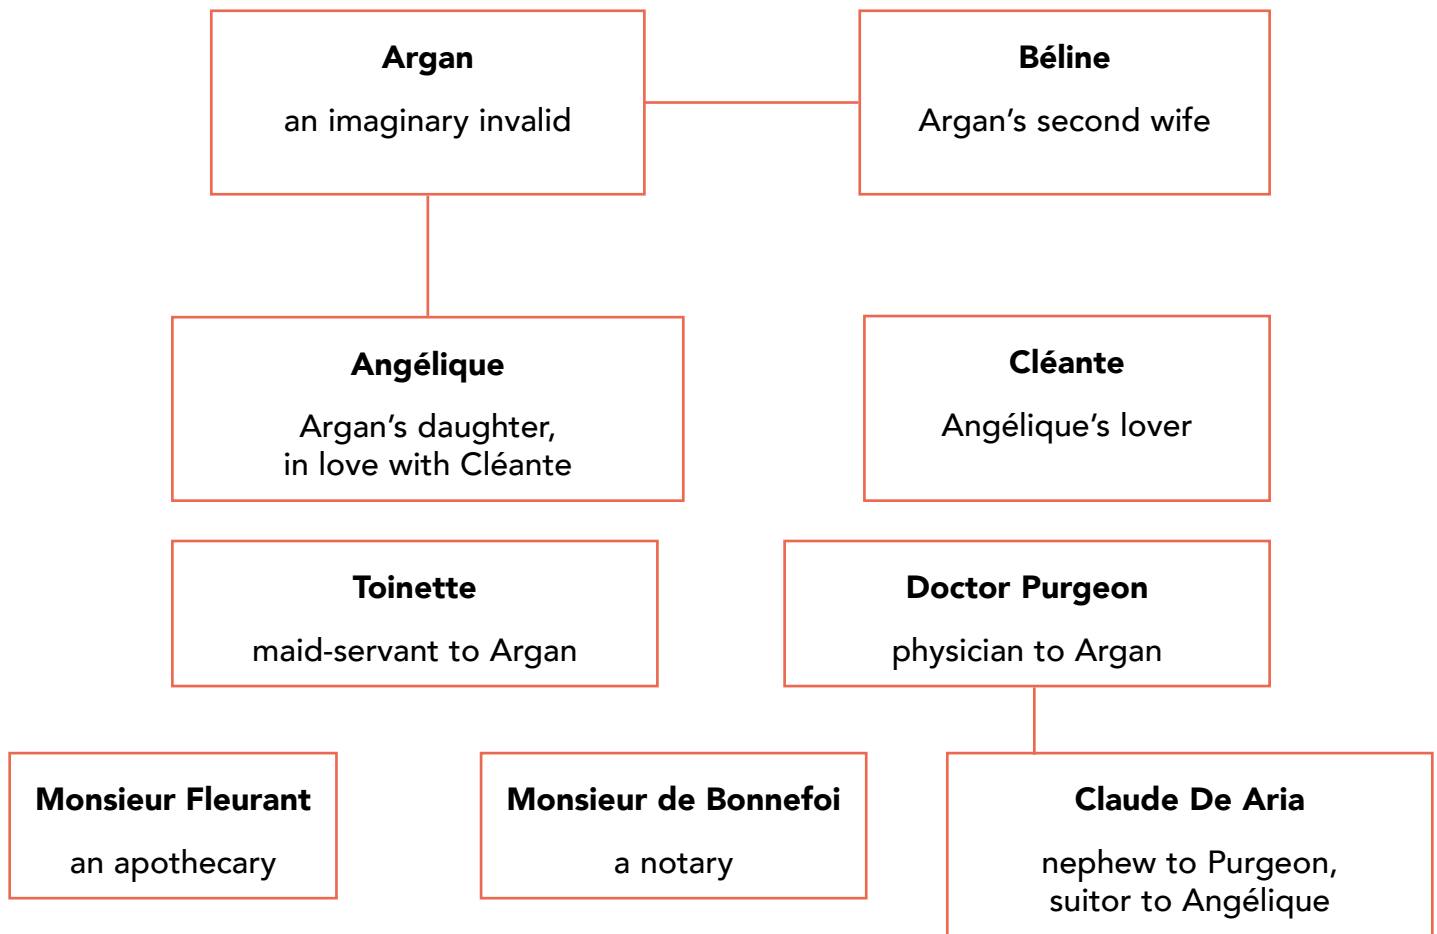 Argan
an imaginary invalid
Béline
Argan’s second wife
Angélique
Argan’s daughter,
in love with Cléante
Cléante
Angélique’s lover
Toinette
maid-servant to Argan
Doctor Purgeon
physician to Argan
Monsieur Fleurant
an apothecary
Monsieur de Bonnefoi
a notary
Claude De Aria
nephew to Purgeon,
suitor to Angélique